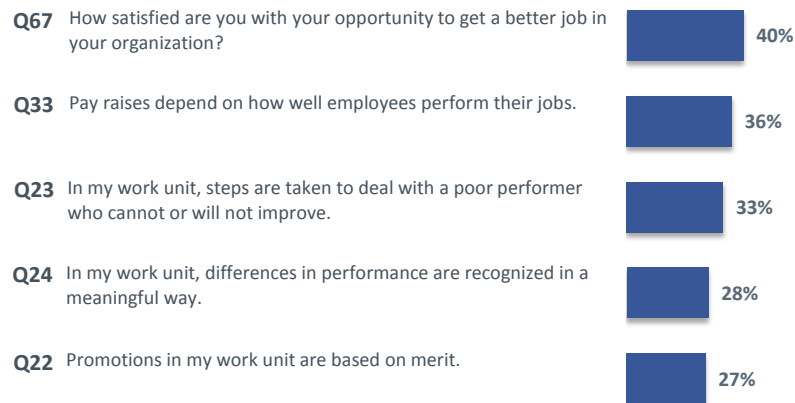 Q67 How satisfied are you with your opportunity to get a better job in
your organization?
40%
Q33 Pay raises depend on how well employees perform their jobs.
36%
Q23 In my work unit, steps are taken to deal with a poor performer
who cannot or will not improve.
33%
Q24 In my work unit, differences in performance are recognized in a
meaningful way.
28%
Q22 Promotions in my work unit are based on merit.
27%